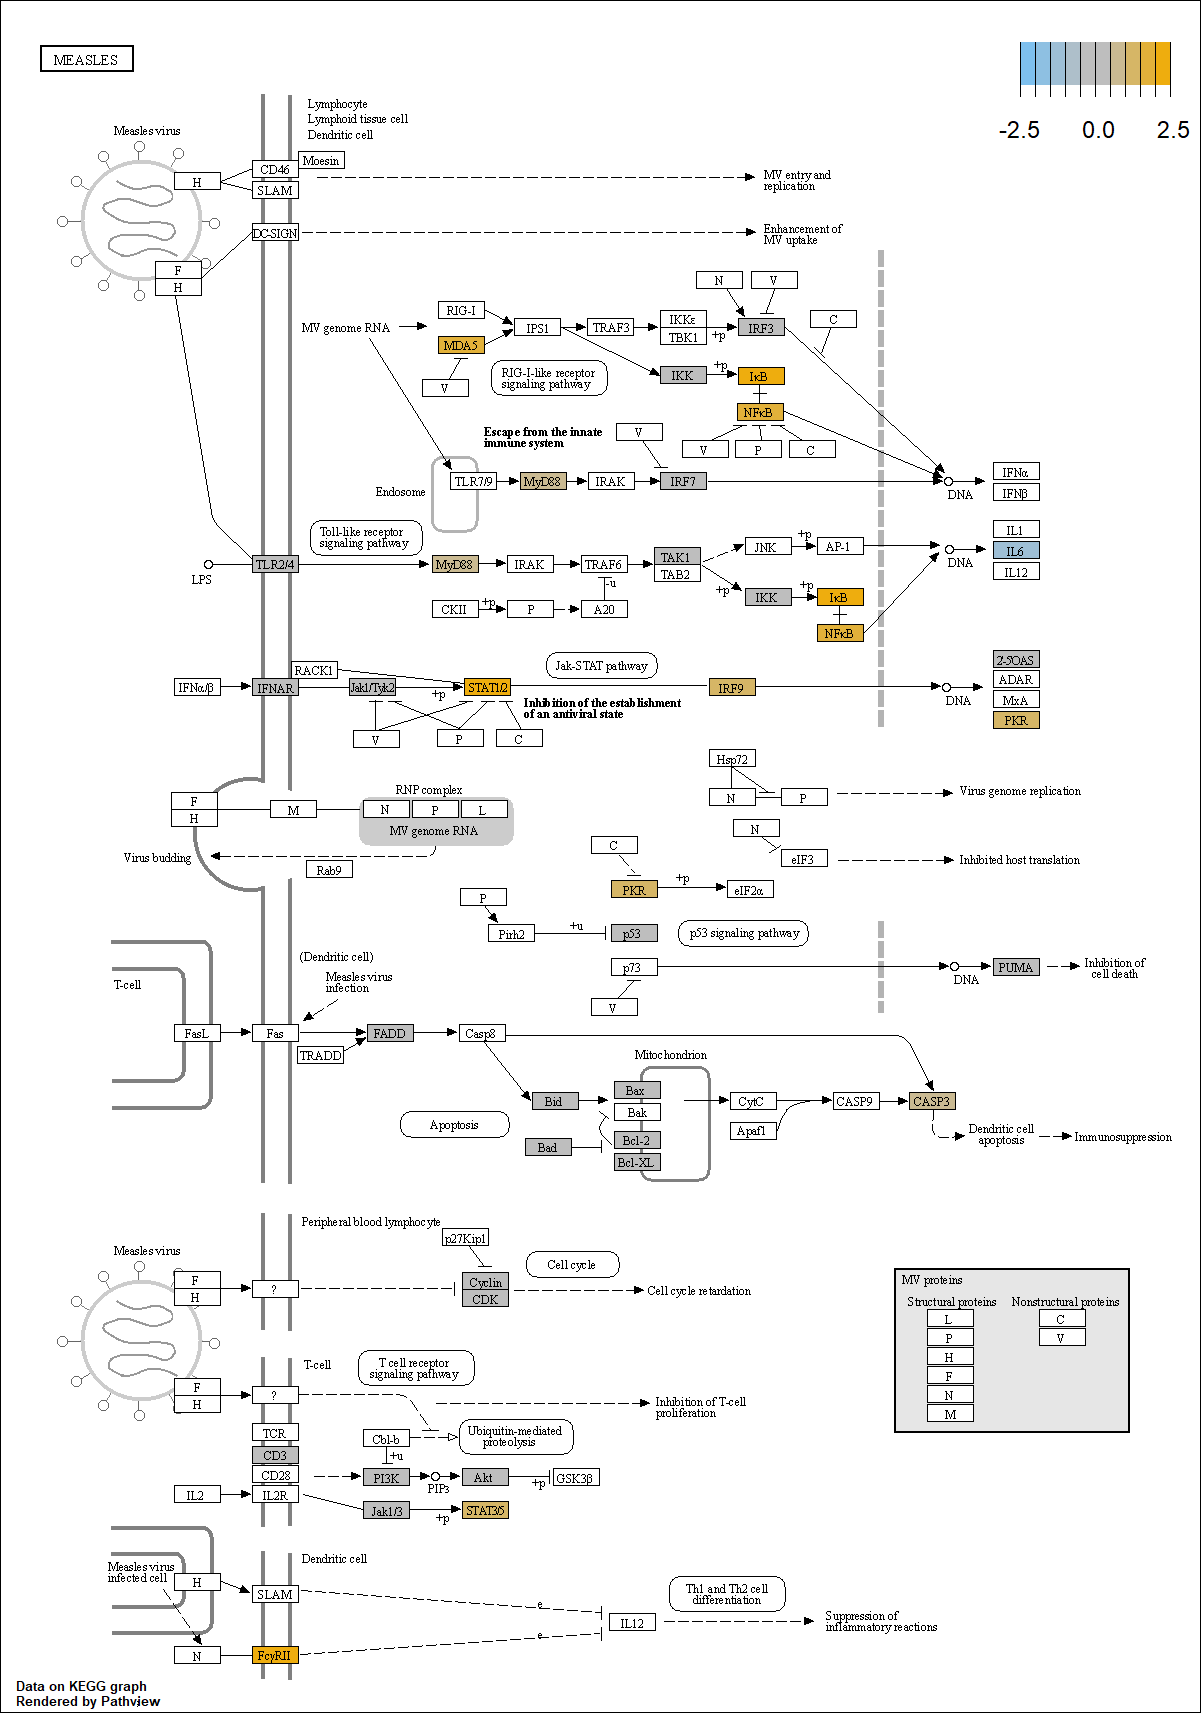 MEASLES
-2.5 0.0 2.5
Lymphocyte
Lymphoid tissue cell
Dendritic cell
Measles virus
H
CD46
Moesin
SLAM
MV entry and
replication
DC-SIGN
Enhancement of
MV uptake
F
H
N
V
MV genome RNA
RIG-I
IPS1
TRAF3
IKKε
TBK1
+p
IRF3
C
MDA5
V
RIG-I-like receptor
signaling pathway
IKK
+p
IκB
NFκB
V
P
C
Escape from the innate
immune system
V
Endosome
TLR7/9
MyD88
IRAK
IRF7
DNA
IFNα
IFNβ
Toll-like receptor
signaling pathway
LPS
TLR2/4
MyD88
IRAK
TRAF6
TAK1
TAB2
JNK
+p
AP-1
DNA
IL1
IL6
IL12
-u
CKII
+p
P
A20
+p
IKK
+p
IκB
NFκB
Jak-STAT pathway
IFNα/β
IFNAR
RACK1
Jak1/Tyk2
+p
STAT1/2
IRF9
DNA
2-5OAS
ADAR
MxA
PKR
Inhibition of the establishment
of an antiviral state
V
P
C
Hsp72
N
P
Virus genome replication
F
H
M
RNP complex
N
P
L
MV genome RNA
Virus budding
Rab9
N
eIF3
Inhibited host translation
C
PKR
+p
eIF2α
P
Pirh2
+u
p53
p53 signaling pathway
p73
V
DNA
PUMA
Inhibition of
cell death
T-cell
(Dendritic cell)
Measles virus
infection
FasL
Fas
TRADD
FADD
Casp8
Mitochondrion
Bid
Bax
Bak
CytC
CASP9
CASP3
Apaf1
Apoptosis
Bad
Bcl-2
Bcl-XL
Dendritic cell
apoptosis
Immunosuppression
Peripheral blood lymphocyte
Measles virus
F
H
?
p27Kip1
Cyclin
CDK
Cell cycle
Cell cycle retardation
MV proteins
Structural proteins
Nonstructural proteins
L
P
H
F
N
M
C
V
T-cell
T cell receptor
signaling pathway
F
H
?
Inhibition of T-cell
proliferation
TCR
CD3
CD28
Cbl-b
Ubiquitin-mediated
proteolysis
+u
PI3K
PIP3
Akt
+p
GSK3β
IL2
IL2R
Jak1/3
+p
STAT3/5
Dendritic cell
Measles virus
infected cell
H
SLAM
e
IL12
Th1 and Th2 cell
differentiation
Suppression of
inflammatory reactions
N
FcγRII
e
Data on KEGG graph
Rendered by Pathview